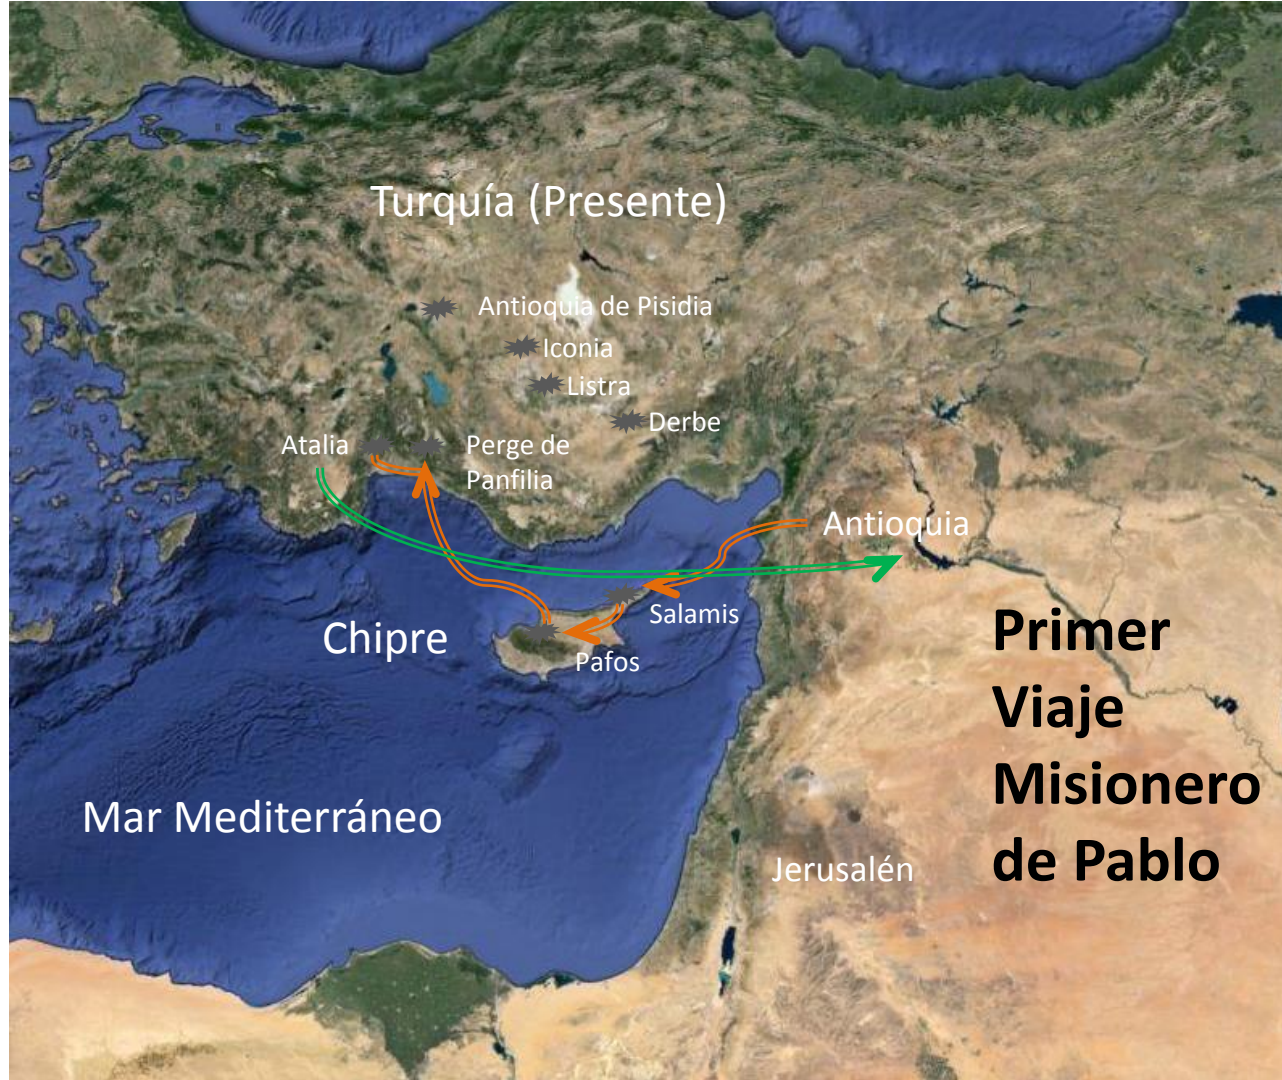 Turquía (Presente)
Antioquia de Pisidia
Iconia
Listra
Derbe
Atalia
Perge de
Panfilia
Antioquia
Salamis
Chipre
Pafos
Primer
Viaje
Misionero
de Pablo
Mar Mediterráneo
Jerusalén